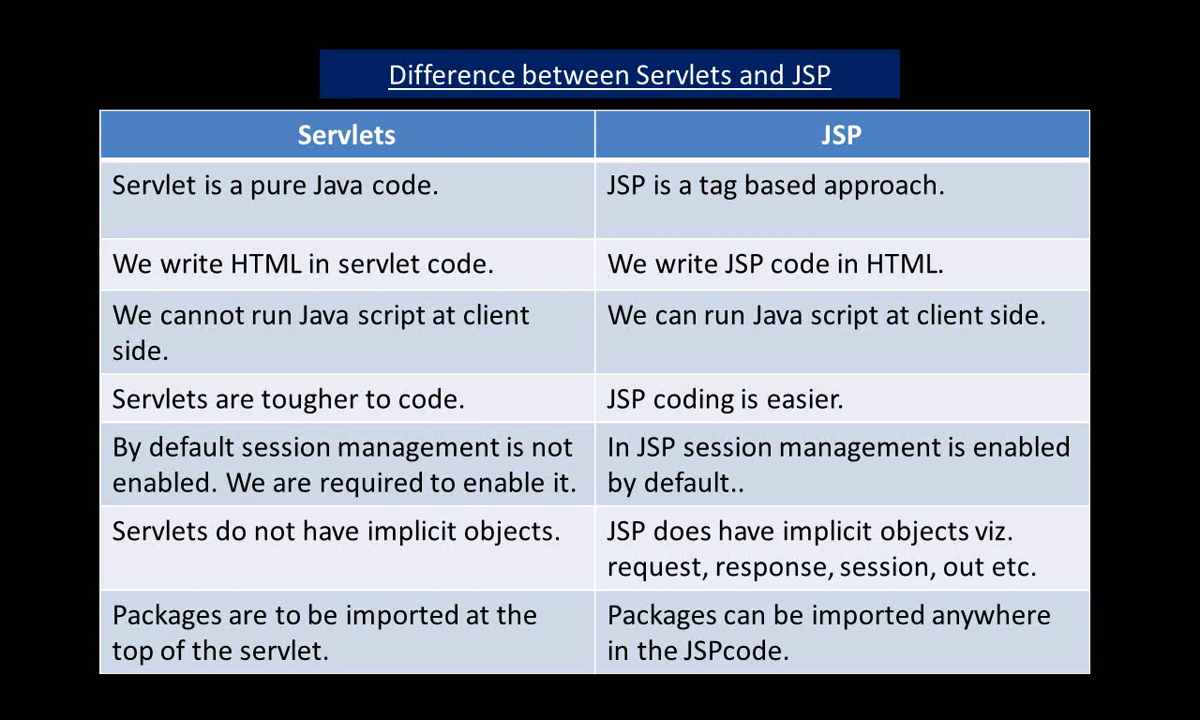 Difference between Servlets and JSP
Servlets
JSP
Servlet is a pure Java code.
JSP is a tag based approach.
We write HTML in servlet code.
We write JSP code in HTML.
We cannot run Java script at client
side.
We can run Java script at client side.
Servlets are tougher to code.
JSP coding is easier.
By default session management is not
enabled. We are required to enable it.
In JSP session management is enabled
by default..
Servlets do not have implicit objects.
JSP does have implicit objects viz.
request, response, session, out etc.
Packages are to be imported at the
top of the servlet.
Packages can be imported anywhere
in the JSPcode.